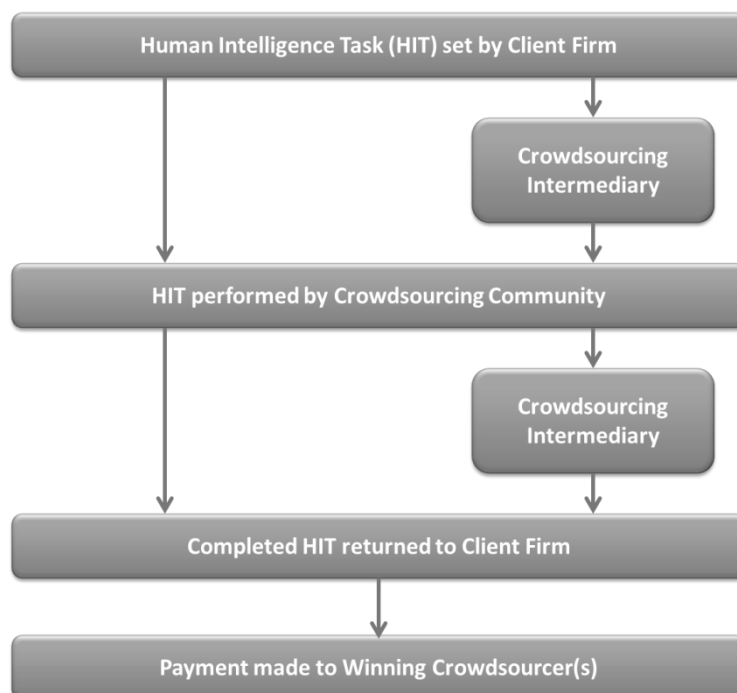 Human Intelligence Task (HIT) set by Client Firm
Crowdsourcing
Intermediary
HIT performed by Crowdsourcing Community
Crowdsourcing
Intermediary
Completed HIT returned to Client Firm
Payment made to Winning Crowdsourcer(s)